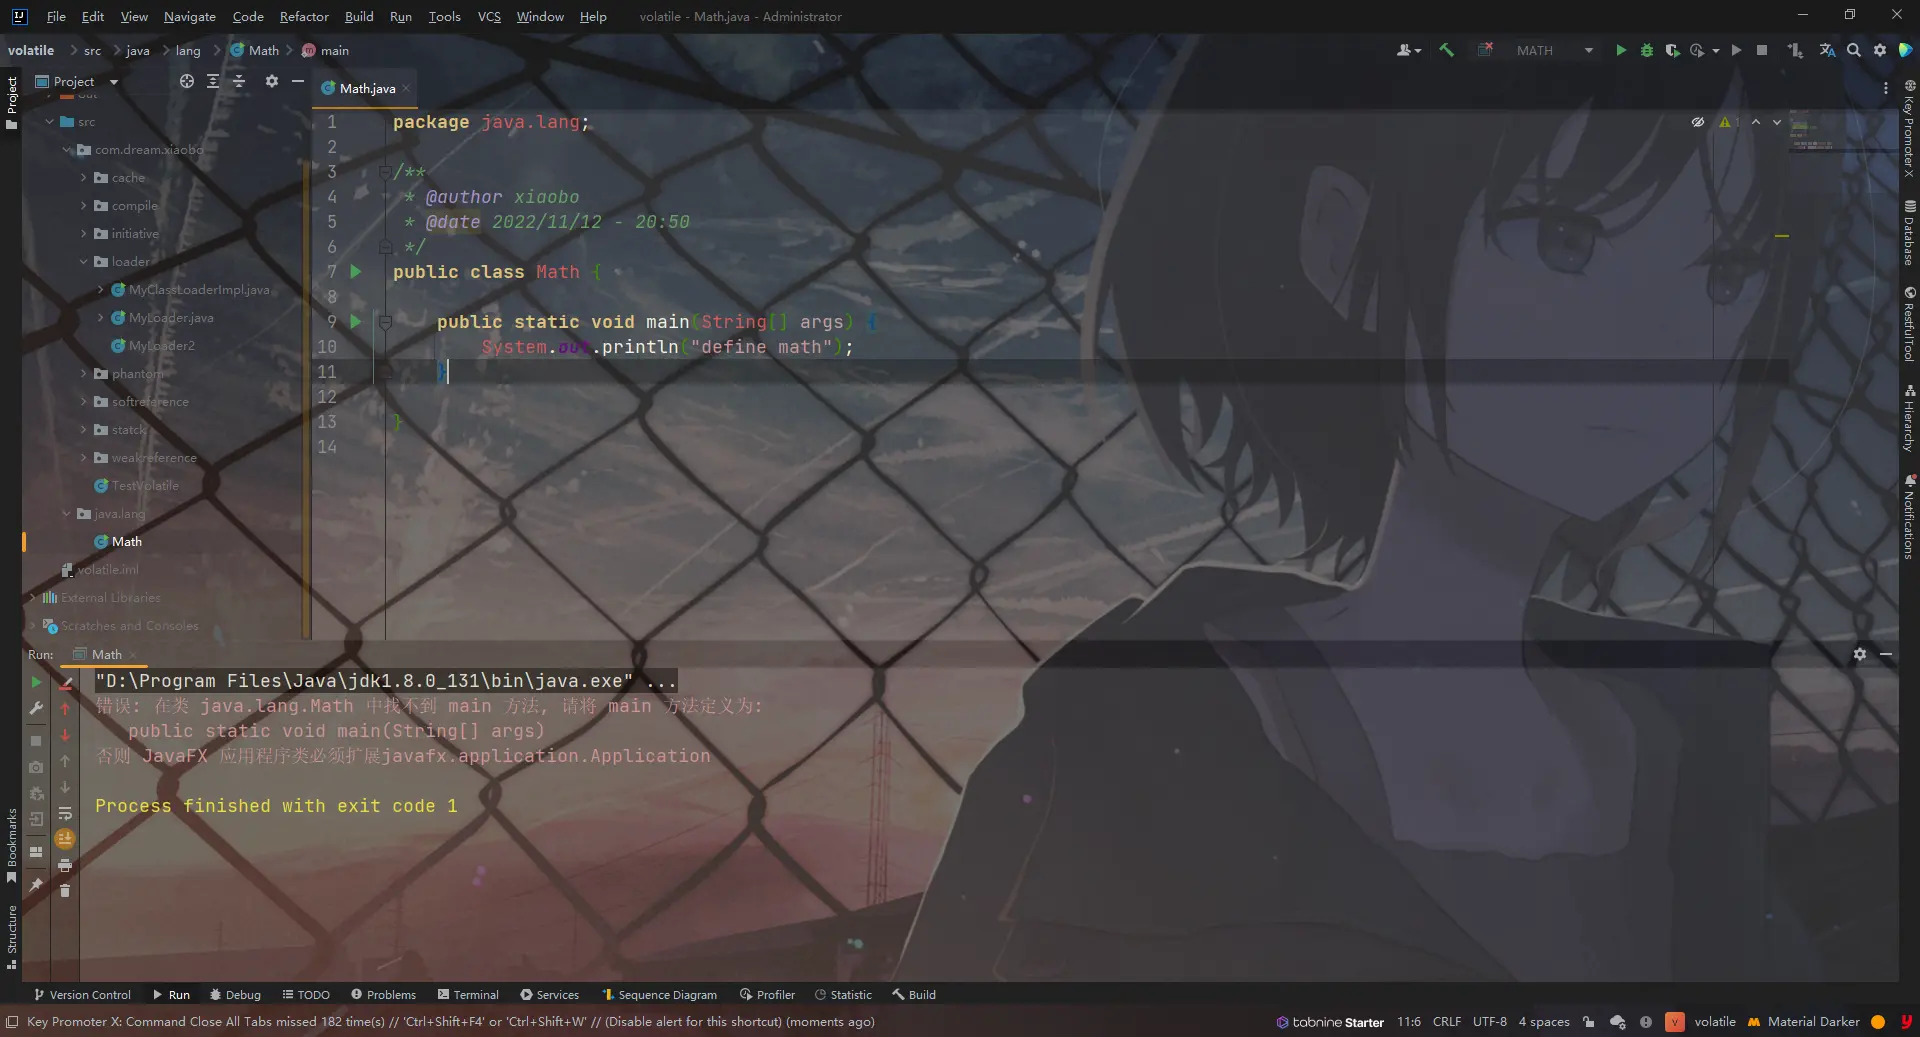 File Edit View Navigate Code Refactor Build Run Tools VCS Window Help volatile - Math.java - Administrator
volatile src java lang Math main MATH
Project
out
src
com.dream.xiaobo
cache
compile
initiative
loader
MyClassLoaderImpl.java
MyLoader.java
MyLoader2
phantom
softreference
statck
weakreference
TestVolatile
java.lang
Math
volatile.iml
External Libraries
Scratches and Consoles
Math.java
1 package java.lang;
2
3 /**
4 * @author xiaobo
5 * @date 2022/11/12 - 20:50
6 */
7 public class Math {
8
9 public static void main(String[] args) {
10 System.out.println("define math");
11 }
12
13 }
14
1
Project
Bookmarks
Structure
Key Promoter X
Database
RestfulTool
Hierarchy
Notifications
Run: Math
"D:\Program Files\Java\jdk1.8.0_131\bin\java.exe" ...
错误: 在类 java.lang.Math 中找不到 main 方法, 请将 main 方法定义为:
public static void main(String[] args)
否则 JavaFX 应用程序类必须扩展javafx.application.Application
Process finished with exit code 1
Version Control Run Debug TODO Problems Terminal Services Sequence Diagram Profiler Statistic Build
Key Promoter X: Command Close All Tabs missed 182 time(s) // 'Ctrl+Shift+F4' or 'Ctrl+Shift+W' // (Disable alert for this shortcut) (moments ago) tabnine Starter 11:6 CRLF UTF-8 4 spaces V volatile Material Darker